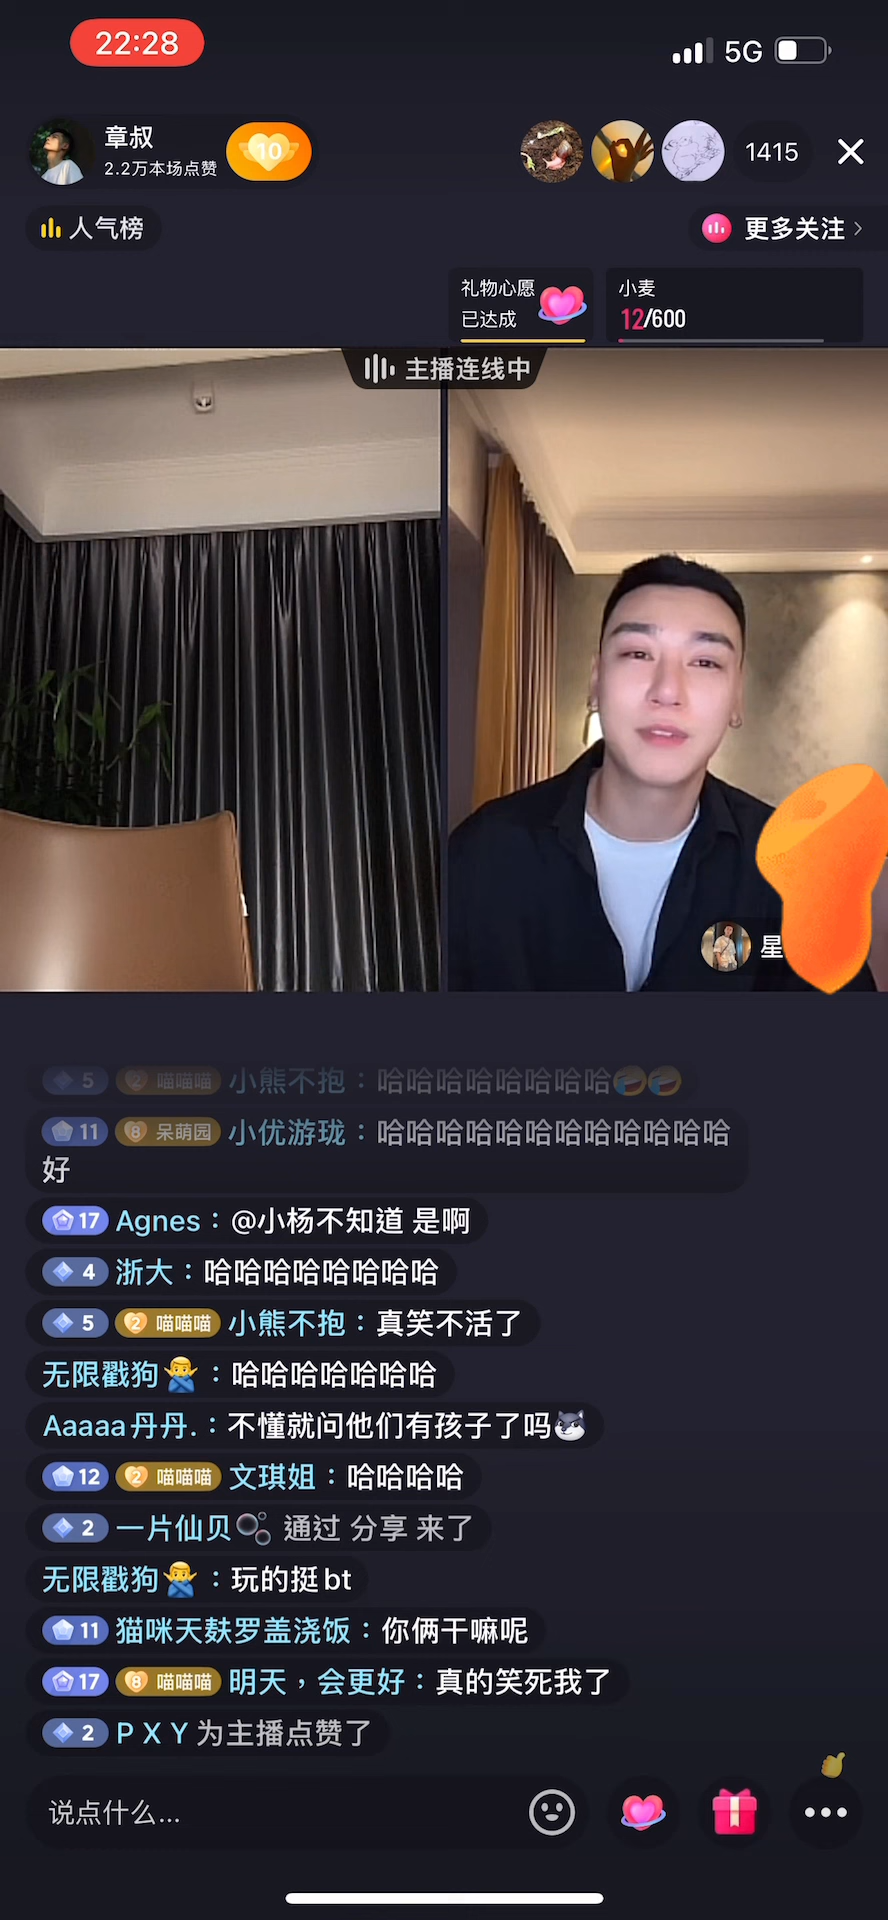 22:28
5G
章叔
2.2万本场点赞
10
1415
人气榜
更多关注
礼物心愿
已达成
小麦
12/600
主播连线中
星
5 2 喵喵喵 小熊不抱：哈哈哈哈哈哈哈哈🤣🤣
11 8 呆萌园 小优游珑：哈哈哈哈哈哈哈哈哈哈哈哈
好
17 Agnes：@小杨不知道 是啊
4 浙大：哈哈哈哈哈哈哈哈
5 2 喵喵喵 小熊不抱：真笑不活了
无限戳狗🙅‍♂️：哈哈哈哈哈哈哈
Aaaaa丹丹.：不懂就问他们有孩子了吗
12 2 喵喵喵 文琪姐：哈哈哈哈
2 一片仙贝🫧 通过 分享 来了
无限戳狗🙅‍♂️：玩的挺bt
11 猫咪天麸罗盖浇饭：你俩干嘛呢
17 8 喵喵喵 明天，会更好：真的笑死我了
2 P X Y 为主播点赞了
说点什么...